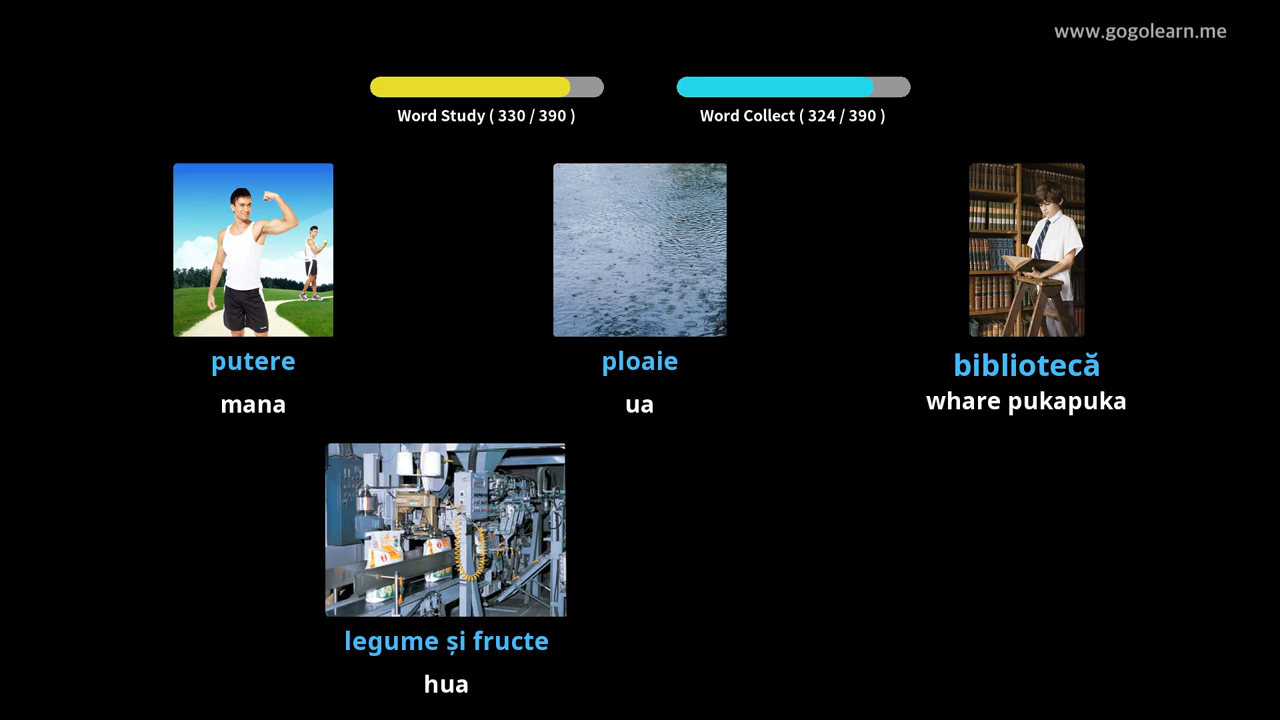 www.gogolearn.me
Word Study ( 330 / 390 )
Word Collect ( 324 / 390 )
putere
mana
ploaie
ua
bibliotecă
whare pukapuka
legume și fructe
hua